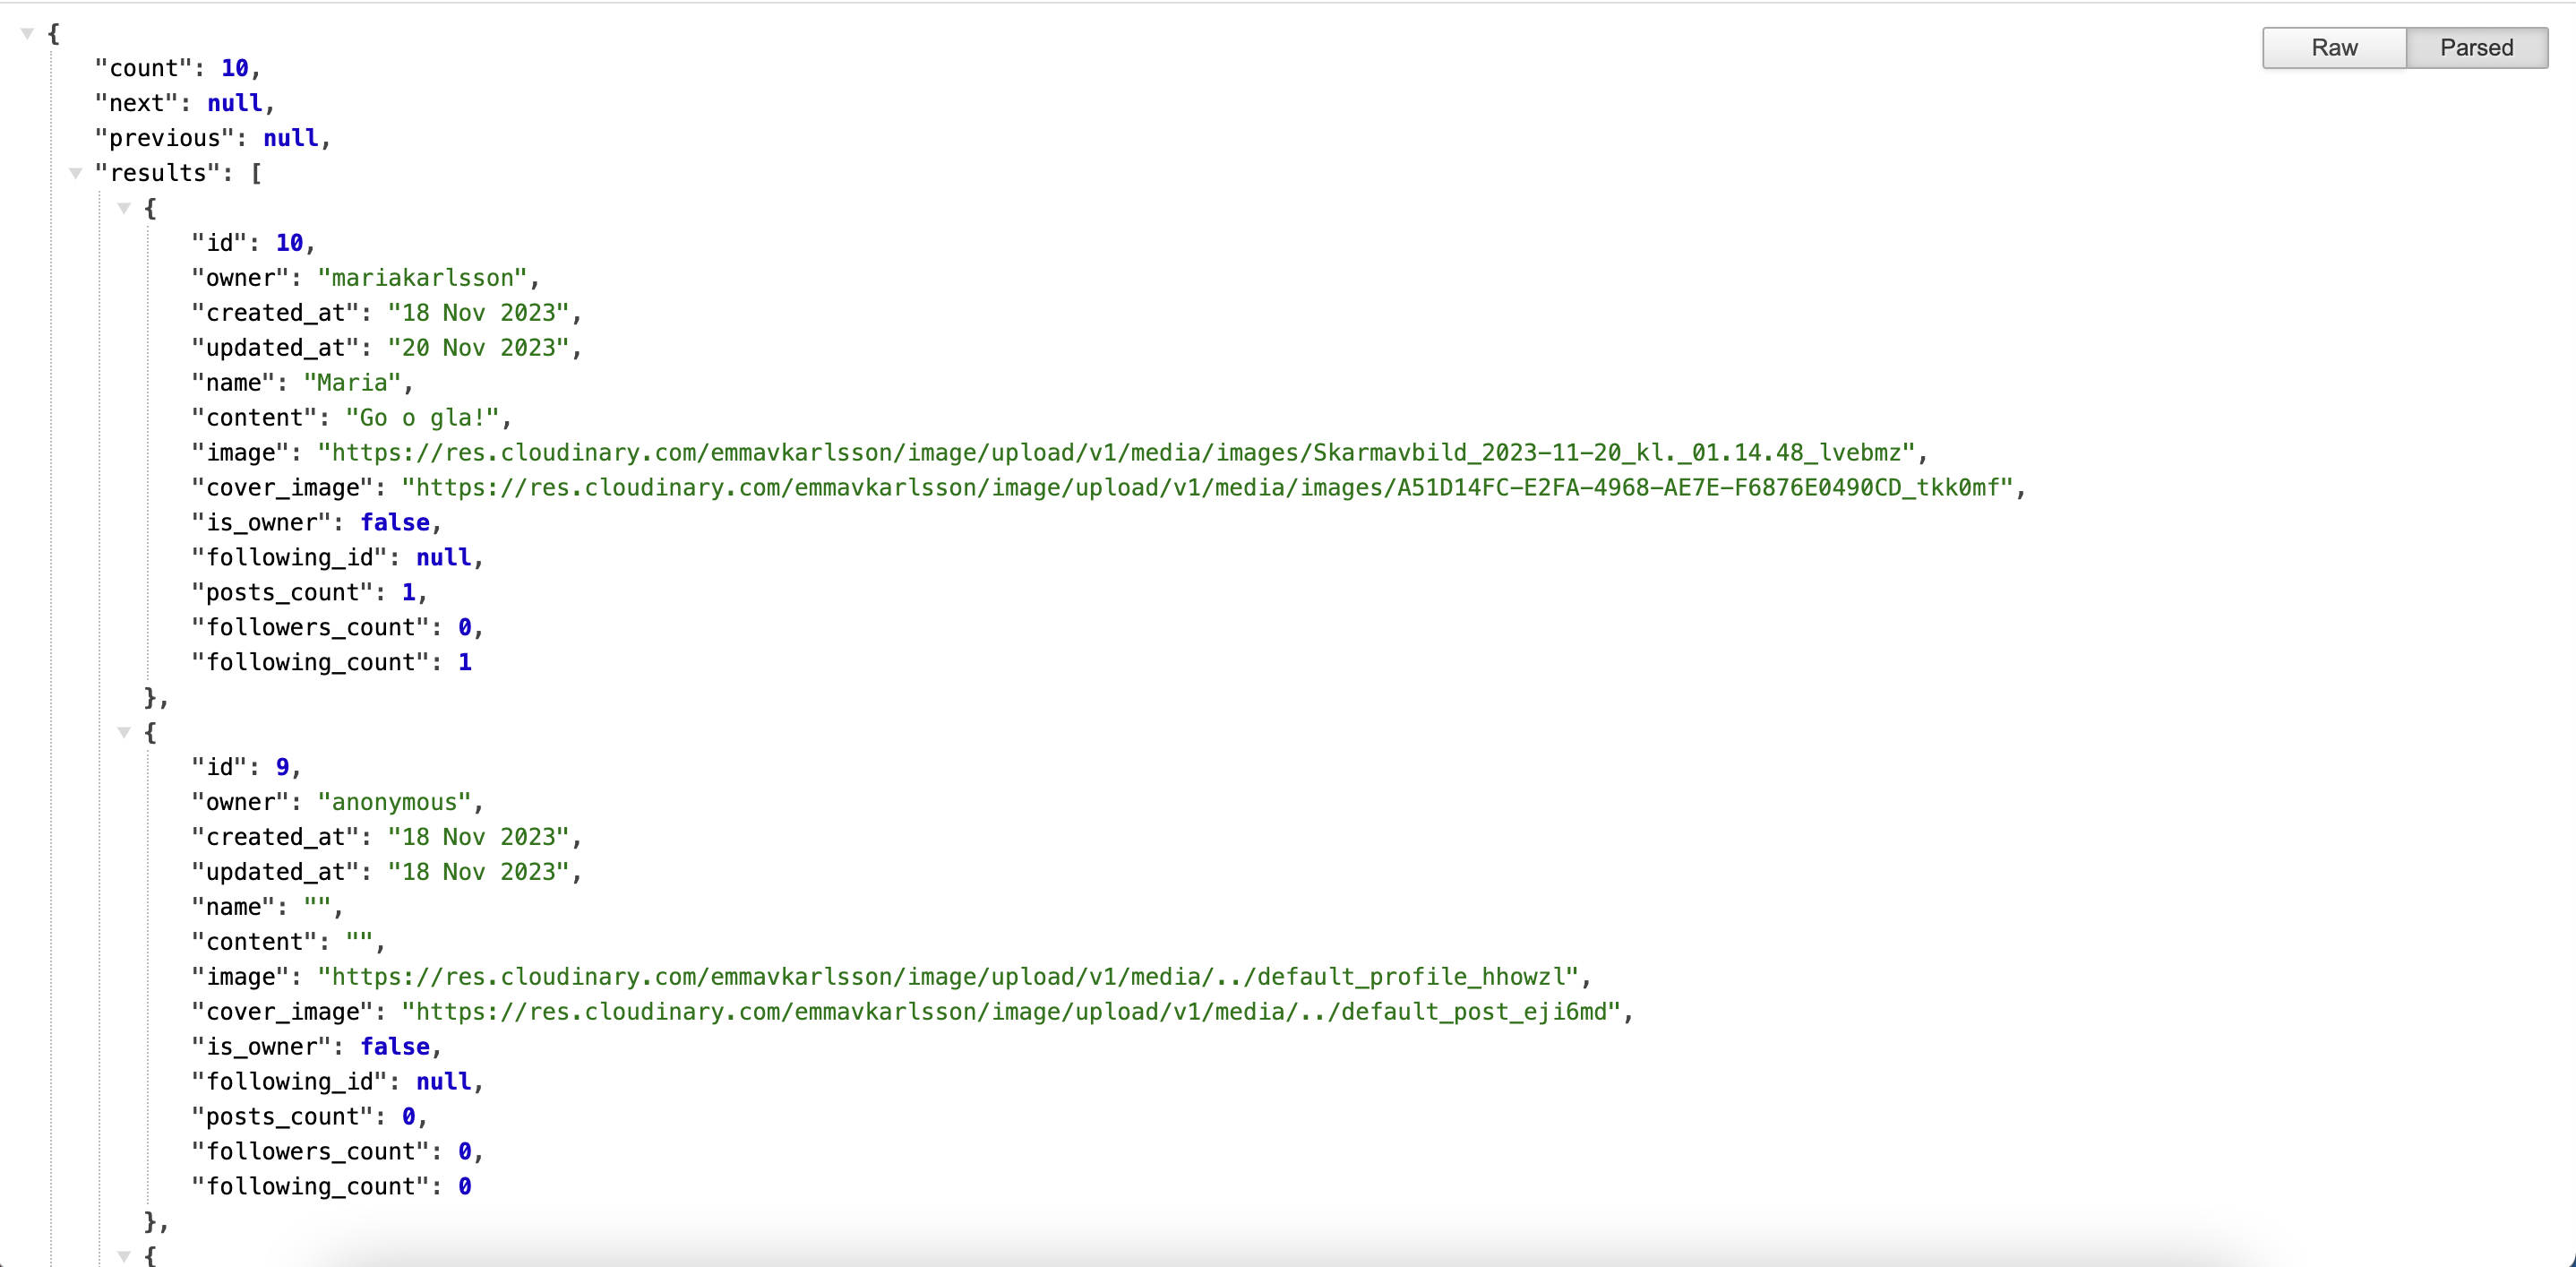 {
Raw Parsed
"count": 10,
"next": null,
"previous": null,
"results": [
{
"id": 10,
"owner": "mariakarlsson",
"created_at": "18 Nov 2023",
"updated_at": "20 Nov 2023",
"name": "Maria",
"content": "Go o gla!",
"image": "https://res.cloudinary.com/emmavkarlsson/image/upload/v1/media/images/Skarmavbild_2023-11-20_kl._01.14.48_lvebmz",
"cover_image": "https://res.cloudinary.com/emmavkarlsson/image/upload/v1/media/images/A51D14FC-E2FA-4968-AE7E-F6876E0490CD_tkk0mf",
"is_owner": false,
"following_id": null,
"posts_count": 1,
"followers_count": 0,
"following_count": 1
},
{
"id": 9,
"owner": "anonymous",
"created_at": "18 Nov 2023",
"updated_at": "18 Nov 2023",
"name": "",
"content": "",
"image": "https://res.cloudinary.com/emmavkarlsson/image/upload/v1/media/../default_profile_hhowzl",
"cover_image": "https://res.cloudinary.com/emmavkarlsson/image/upload/v1/media/../default_post_eji6md",
"is_owner": false,
"following_id": null,
"posts_count": 0,
"followers_count": 0,
"following_count": 0
},
{